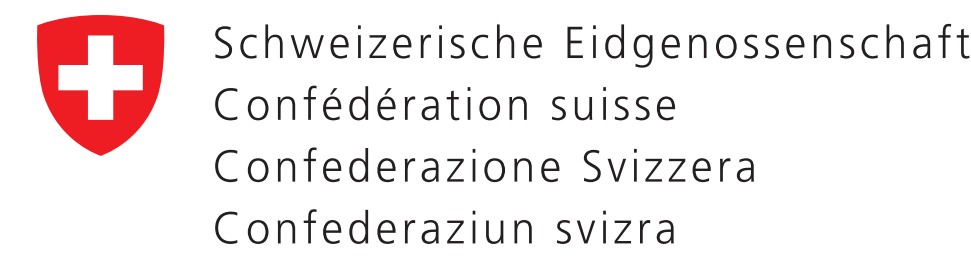 Schweizerische Eidgenossenschaft
Confédération suisse
Confederazione Svizzera
Confederaziun svizra